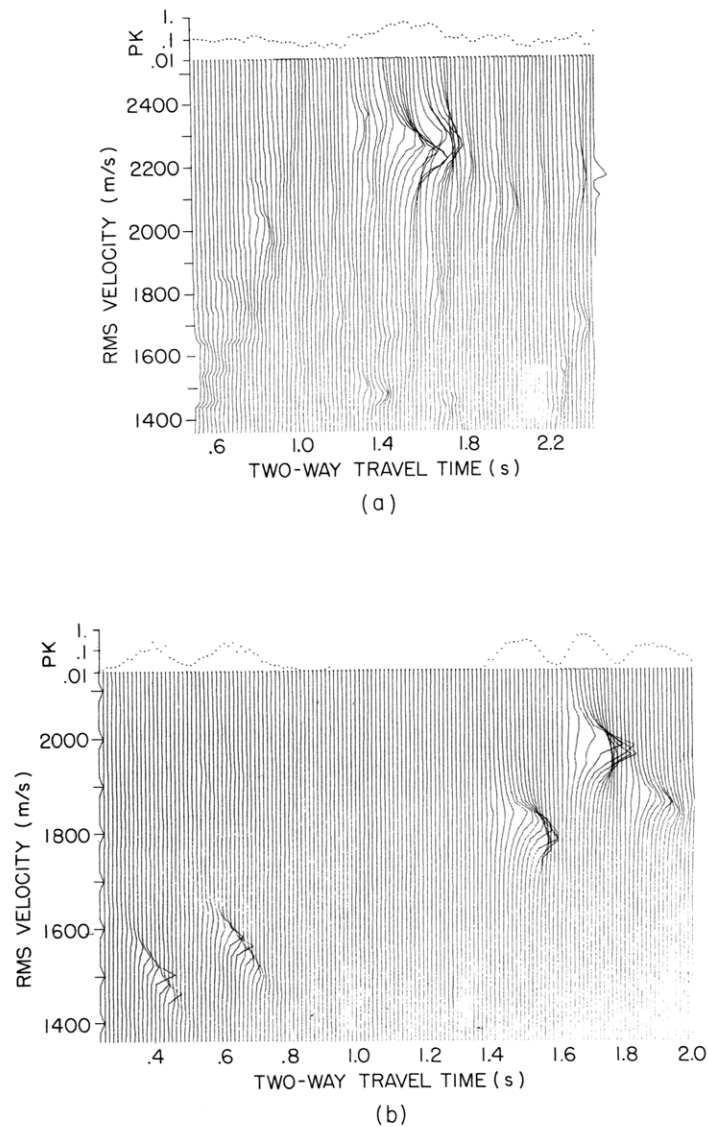 PK
1.
.1
.01
RMS VELOCITY (m/s)
2400
2200
2000
1800
1600
1400
.6 1.0 1.4 1.8 2.2
TWO-WAY TRAVEL TIME (s)
(a)
PK
1.
.1
.01
RMS VELOCITY (m/s)
2000
1800
1600
1400
.4 .6 .8 1.0 1.2 1.4 1.6 1.8 2.0
TWO-WAY TRAVEL TIME (s)
(b)